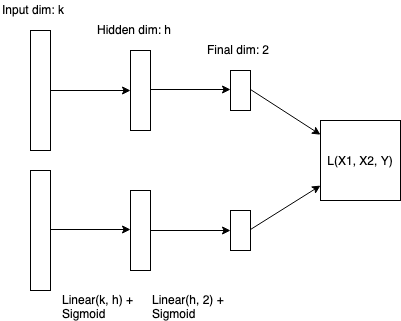 Input dim: k
Hidden dim: h
Final dim: 2
L(X1, X2, Y)
Linear(k, h) +
Sigmoid
Linear(h, 2) +
Sigmoid